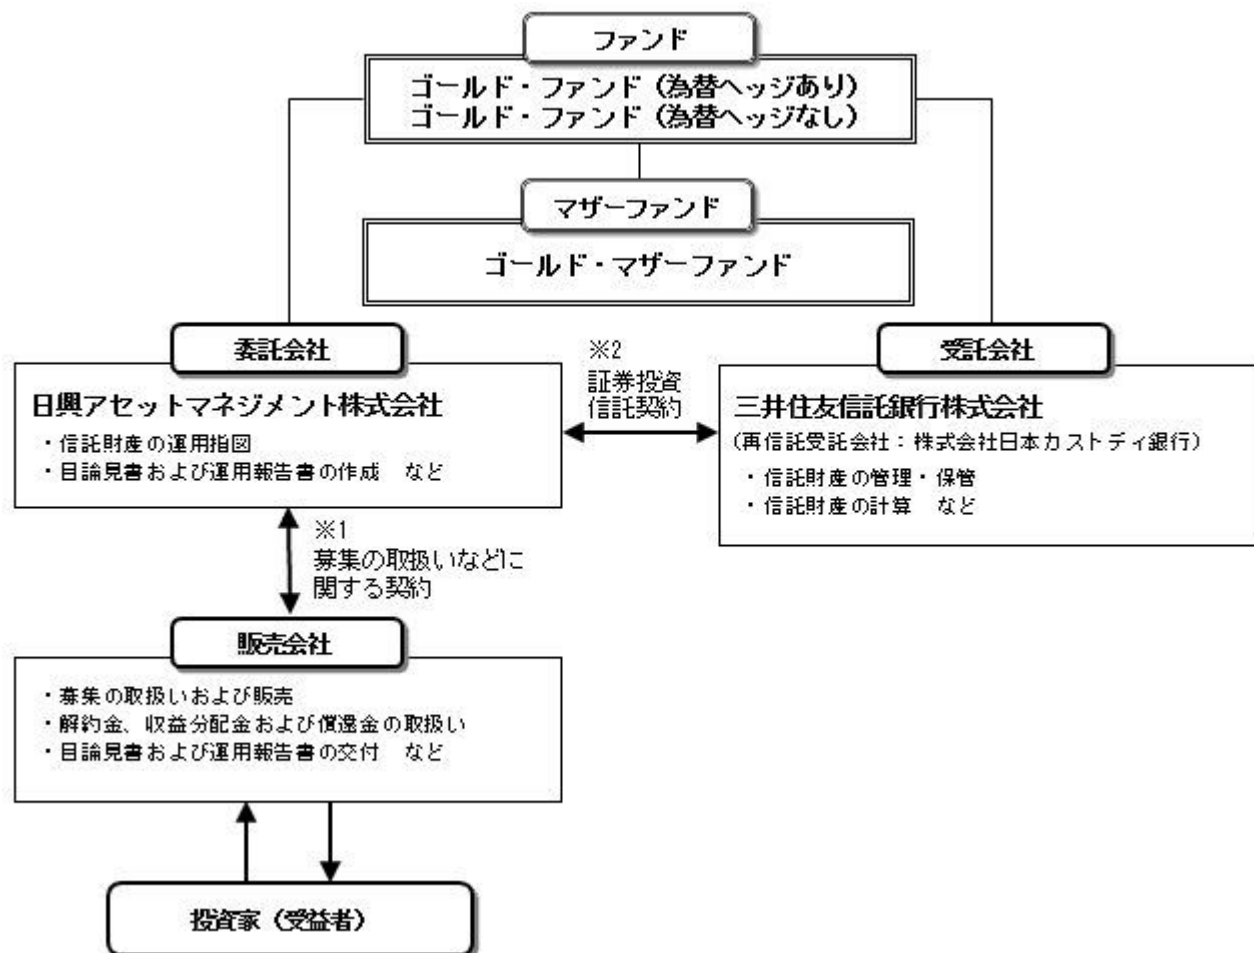 ファンド
ゴールド・ファンド（為替ヘッジあり）
ゴールド・ファンド（為替ヘッジなし）
マザーファンド
ゴールド・マザーファンド
委託会社
日興アセットマネジメント株式会社
・信託財産の運用指図
・目論見書および運用報告書の作成　など
※2
証券投資
信託契約
受託会社
三井住友信託銀行株式会社
（再信託受託会社：株式会社日本カストディ銀行）
・信託財産の管理・保管
・信託財産の計算　など
※1
募集の取扱いなどに
関する契約
販売会社
・募集の取扱いおよび販売
・解約金、収益分配金および償還金の取扱い
・目論見書および運用報告書の交付　など
投資家（受益者）